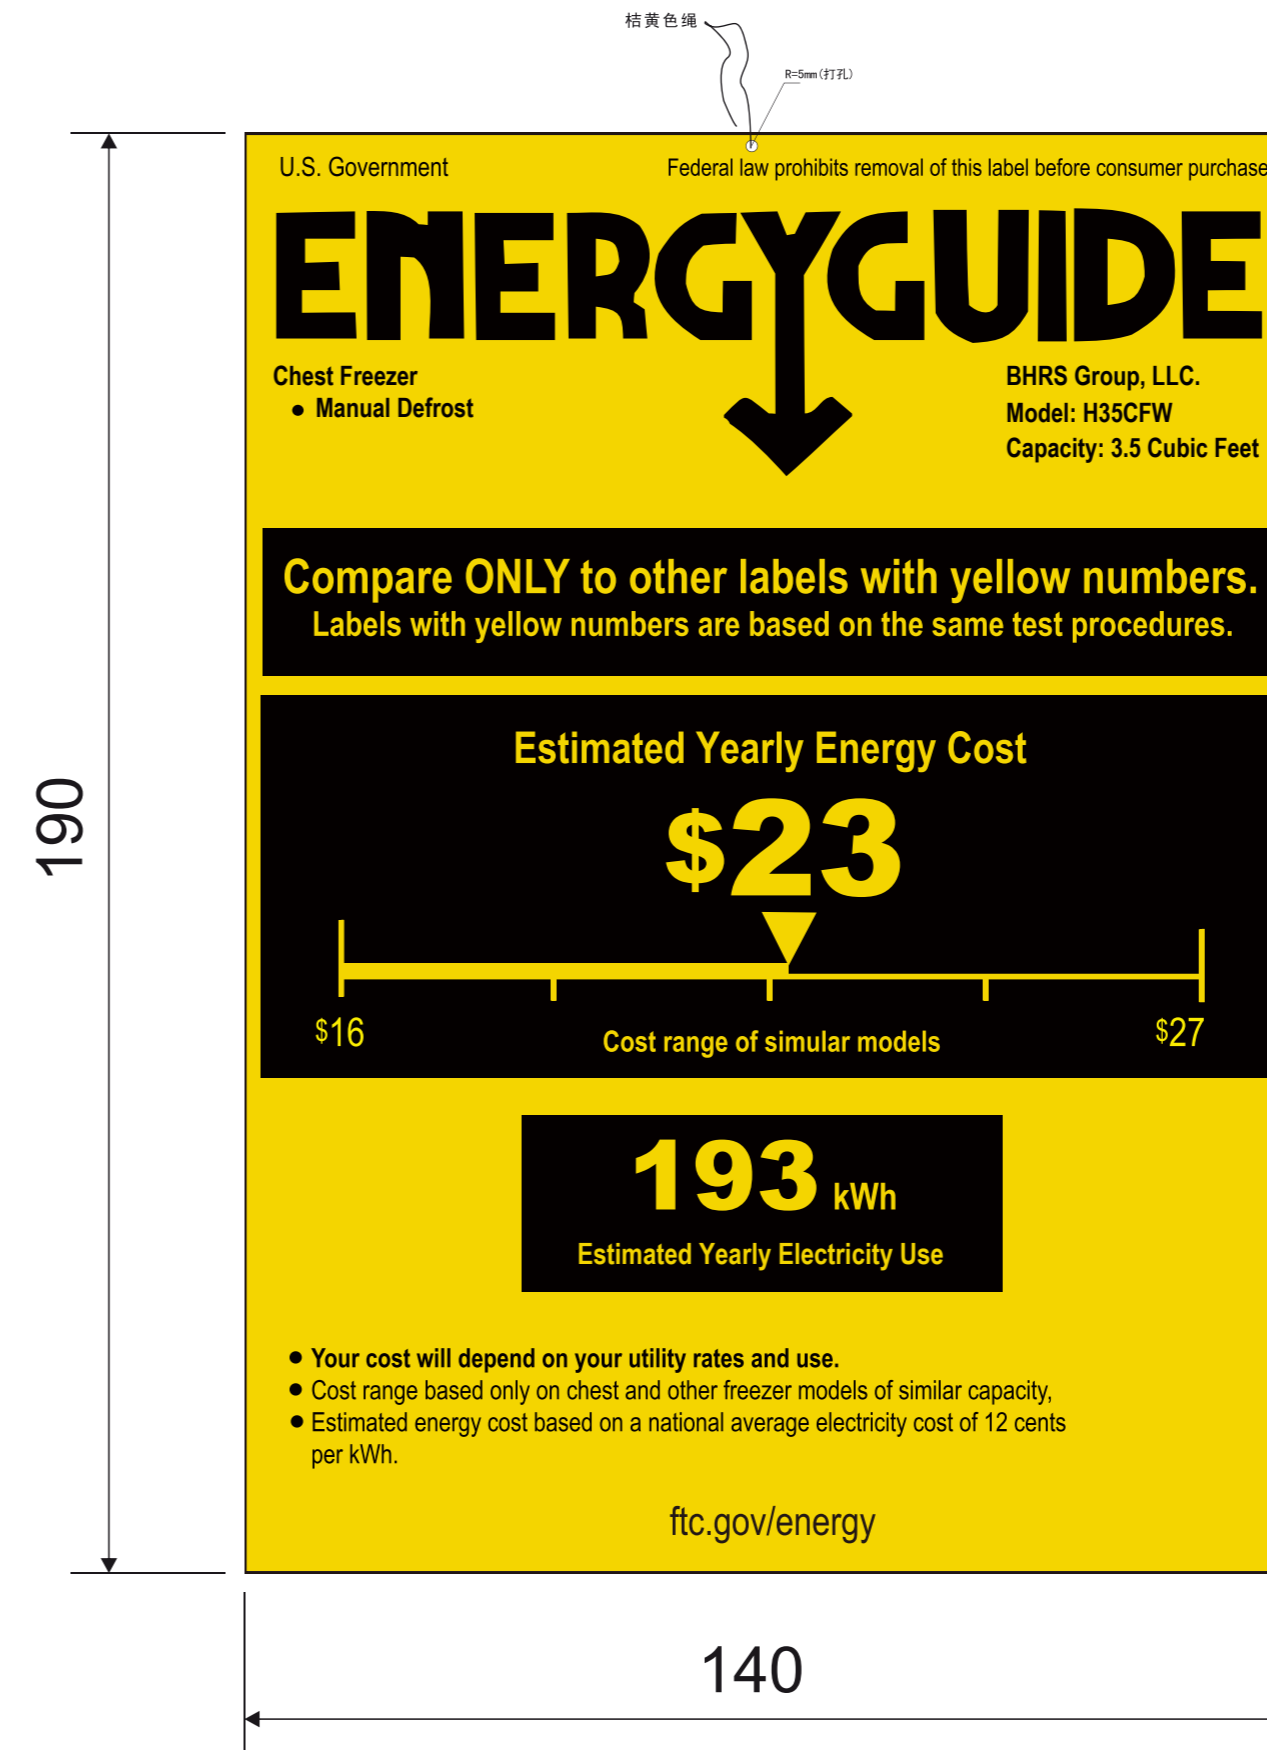 桔黄色绳
R=5mm(打孔)
U.S. Government
Federal law prohibits removal of this label before consumer purchase
ENERGYGUIDE
Chest Freezer
● Manual Defrost
BHRS Group, LLC.
Model: H35CFW
Capacity: 3.5 Cubic Feet
Compare ONLY to other labels with yellow numbers.
Labels with yellow numbers are based on the same test procedures.
190
Estimated Yearly Energy Cost
$23
$16
$27
Cost range of simular models
193 kWh
Estimated Yearly Electricity Use
● Your cost will depend on your utility rates and use.
● Cost range based only on chest and other freezer models of similar capacity,
● Estimated energy cost based on a national average electricity cost of 12 cents
per kWh.
ftc.gov/energy
140